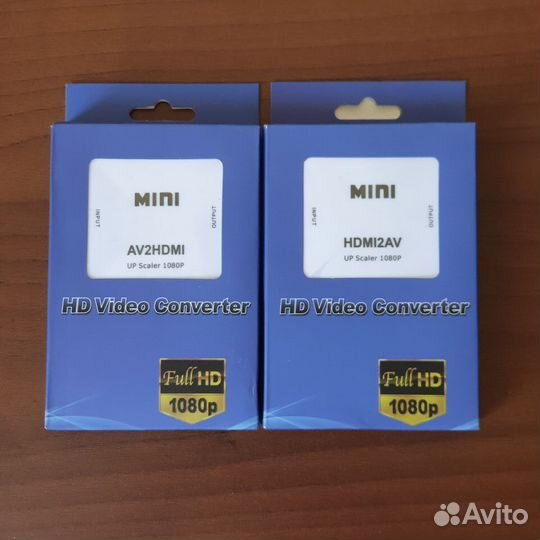 MINI
INPUT
OUTPUT
AV2HDMI
UP Scaler 1080P
HD Video Converter
Full HD
1080p
MINI
INPUT
OUTPUT
HDMI2AV
UP Scaler 1080P
HD Video Converter
Full HD
1080p
Avito